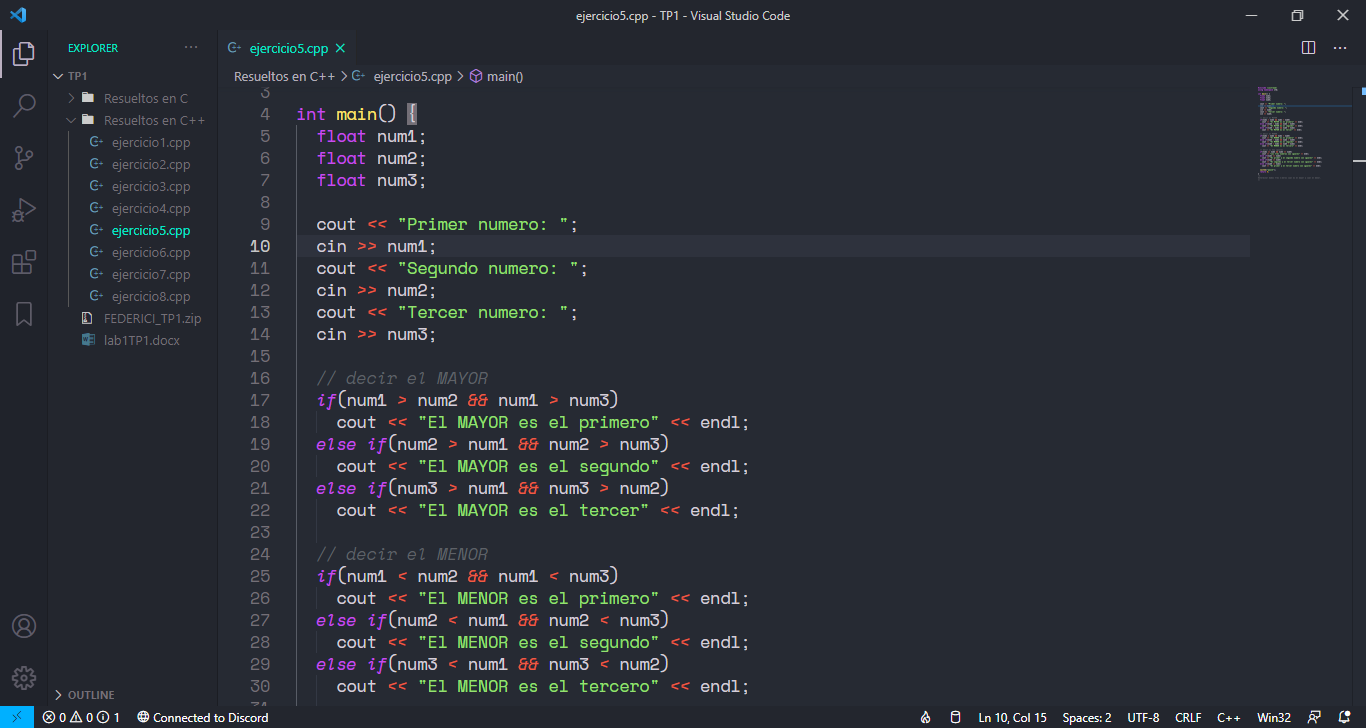 ejercicio5.cpp - TP1 - Visual Studio Code
EXPLORER
TP1
Resueltos en C
Resueltos en C++
ejercicio1.cpp
ejercicio2.cpp
ejercicio3.cpp
ejercicio4.cpp
ejercicio5.cpp
ejercicio6.cpp
ejercicio7.cpp
ejercicio8.cpp
FEDERICI_TP1.zip
lab1TP1.docx
OUTLINE
ejercicio5.cpp
Resueltos en C++ > ejercicio5.cpp > main()
3
4 int main() {
5 float num1;
6 float num2;
7 float num3;
8
9 cout << "Primer numero: ";
10 cin >> num1;
11 cout << "Segundo numero: ";
12 cin >> num2;
13 cout << "Tercer numero: ";
14 cin >> num3;
15
16 // decir el MAYOR
17 if(num1 > num2 && num1 > num3)
18 cout << "El MAYOR es el primero" << endl;
19 else if(num2 > num1 && num2 > num3)
20 cout << "El MAYOR es el segundo" << endl;
21 else if(num3 > num1 && num3 > num2)
22 cout << "El MAYOR es el tercer" << endl;
23
24 // decir el MENOR
25 if(num1 < num2 && num1 < num3)
26 cout << "El MENOR es el primero" << endl;
27 else if(num2 < num1 && num2 < num3)
28 cout << "El MENOR es el segundo" << endl;
29 else if(num3 < num1 && num3 < num2)
30 cout << "El MENOR es el tercero" << endl;
0 0 1 Connected to Discord Ln 10, Col 15 Spaces: 2 UTF-8 CRLF C++ Win32